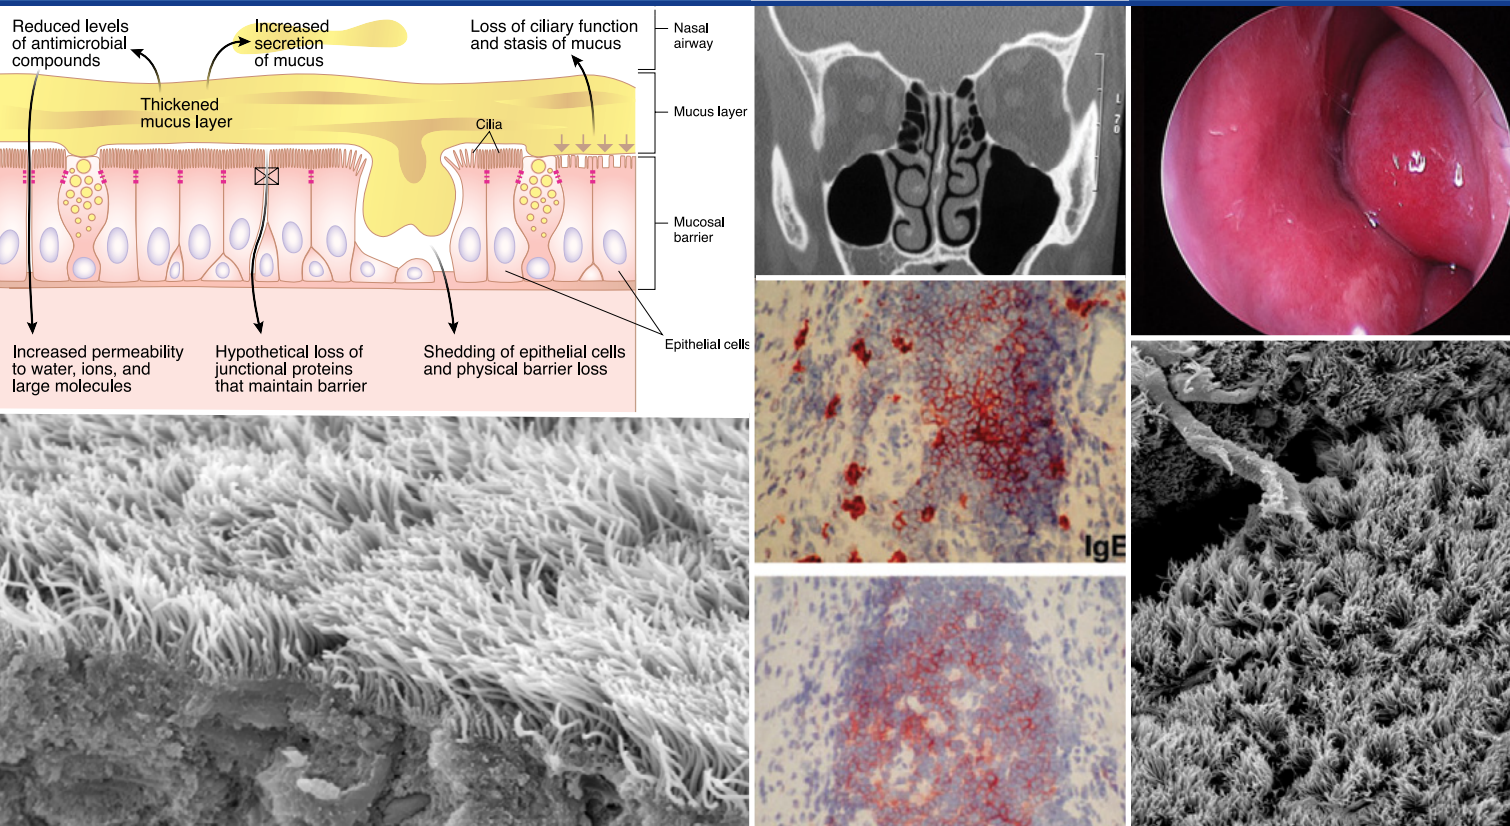 Reduced levels
of antimicrobial
compounds
Increased
secretion
of mucus
Loss of ciliary function
and stasis of mucus
Nasal
airway
Thickened
mucus layer
Cilia
Mucus layer
Mucosal
barrier
Increased permeability
to water, ions, and
large molecules
Hypothetical loss of
junctional proteins
that maintain barrier
Shedding of epithelial cells
and physical barrier loss
Epithelial cells
L
70
IgE